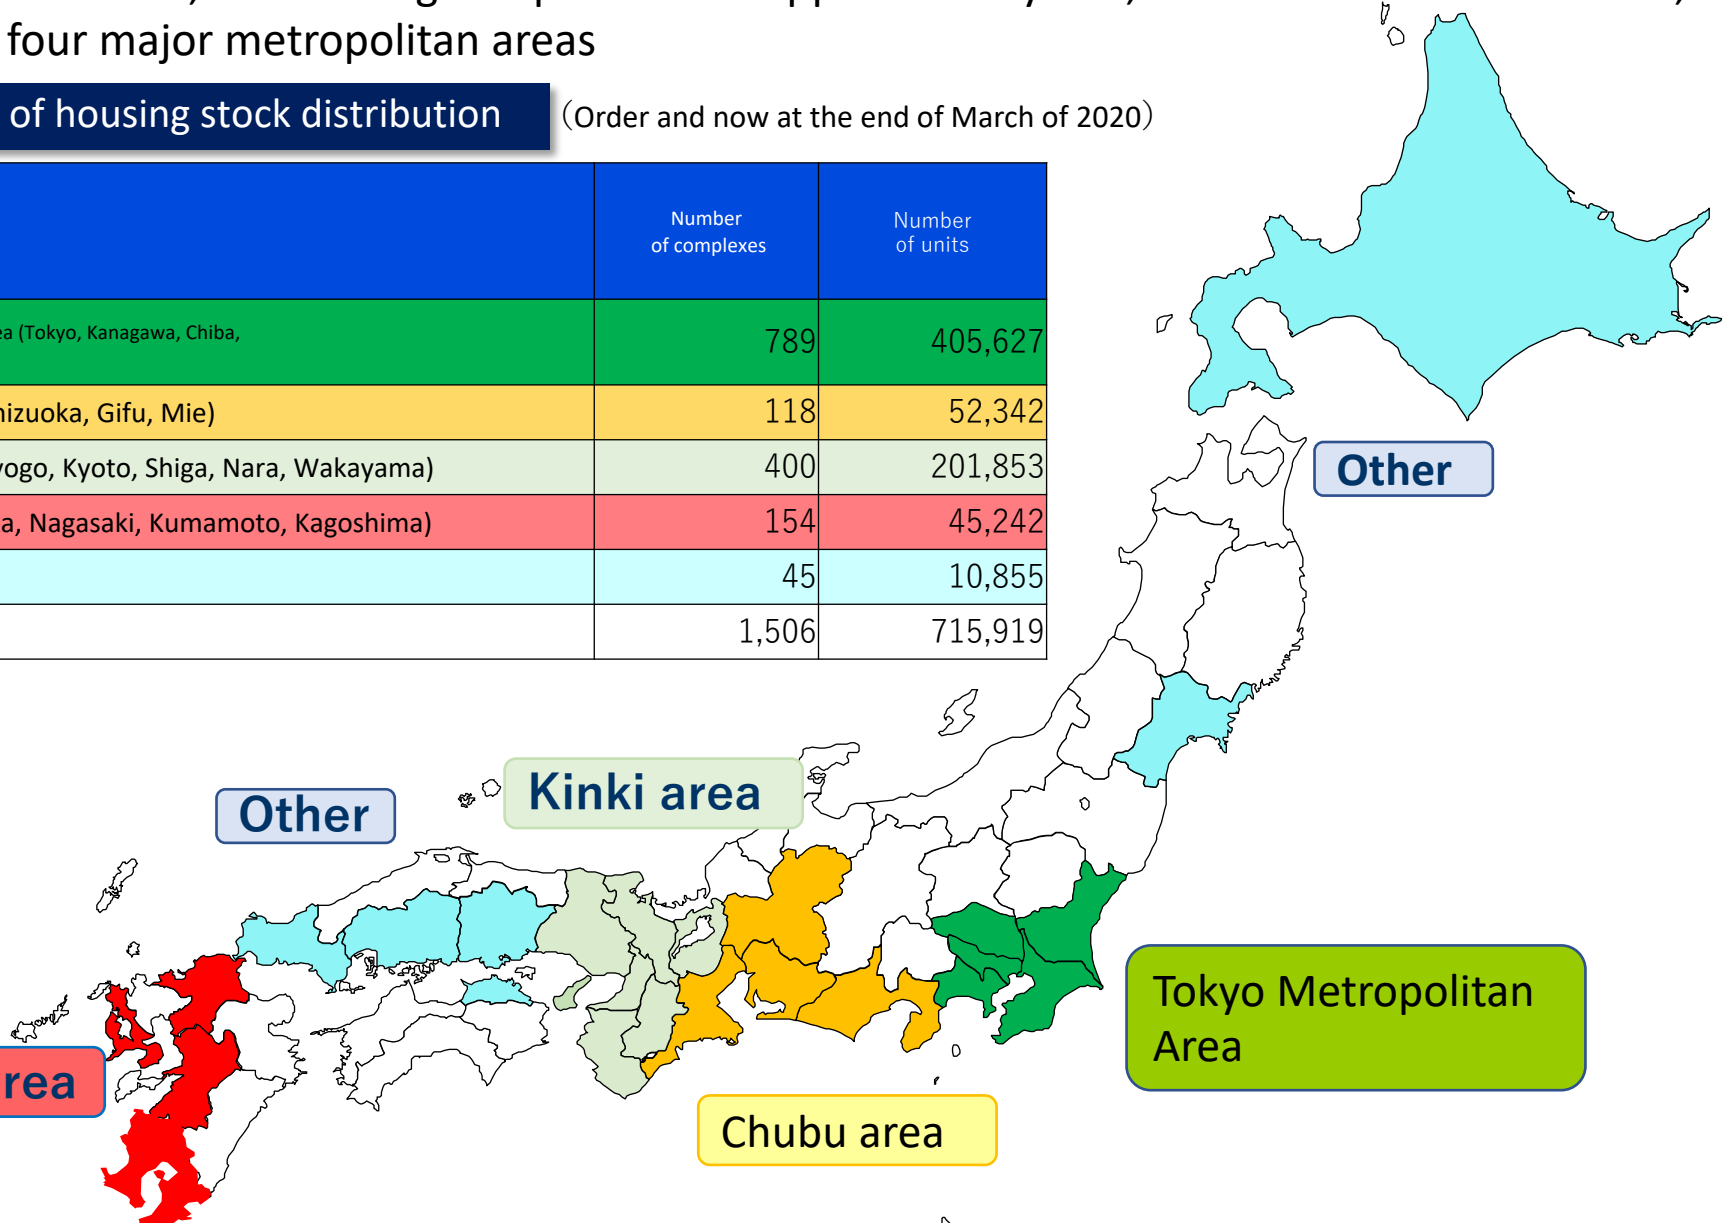 four major metropolitan areas
of housing stock distribution
（Order and now at the end of March of 2020）
Number
of complexes
Number
of units
(Tokyo, Kanagawa, Chiba,
789
405,627
Gifu, Mie)
118
52,342
Kyoto, Shiga, Nara, Wakayama)
400
201,853
Nagasaki, Kumamoto, Kagoshima)
154
45,242
45
10,855
1,506
715,919
Other
Kinki area
Other
Tokyo Metropolitan
Area
Chubu area